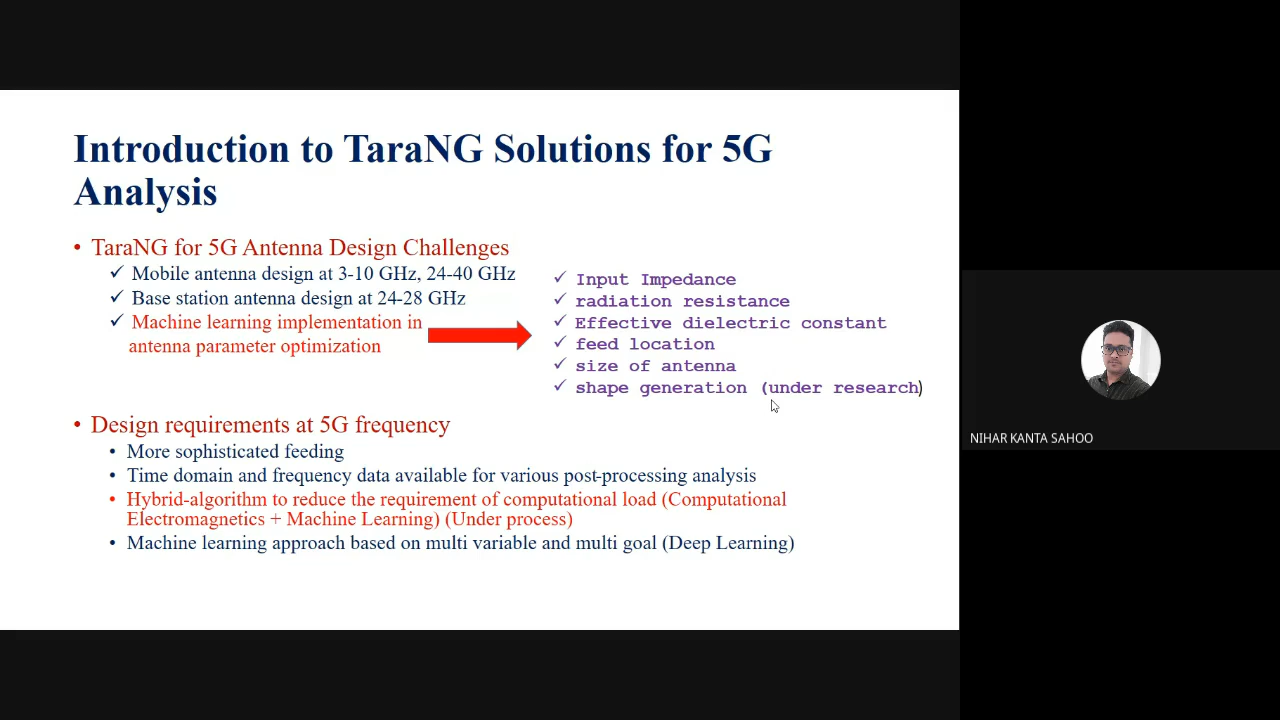 Introduction to TaraNG Solutions for 5G
Analysis
• TaraNG for 5G Antenna Design Challenges
✓ Mobile antenna design at 3-10 GHz, 24-40 GHz
✓ Base station antenna design at 24-28 GHz
✓ Machine learning implementation in
antenna parameter optimization
✓ Input Impedance
✓ radiation resistance
✓ Effective dielectric constant
✓ feed location
✓ size of antenna
✓ shape generation (under research)
• Design requirements at 5G frequency
• More sophisticated feeding
• Time domain and frequency data available for various post-processing analysis
• Hybrid-algorithm to reduce the requirement of computational load (Computational
Electromagnetics + Machine Learning) (Under process)
• Machine learning approach based on multi variable and multi goal (Deep Learning)
NIHAR KANTA SAHOO